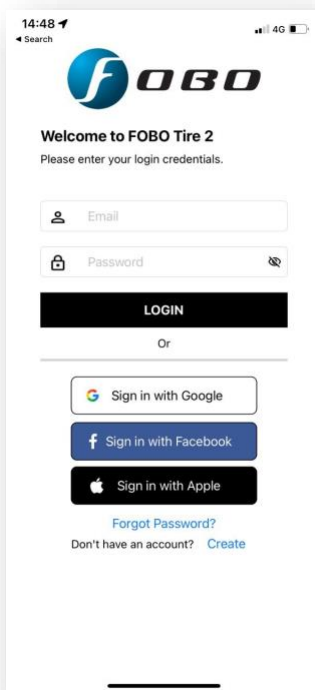 14:48
4G
◀ Search
FOBO
Welcome to FOBO Tire 2
Please enter your login credentials.
Email
Password
LOGIN
Or
Sign in with Google
Sign in with Facebook
Sign in with Apple
Forgot Password?
Don't have an account? Create